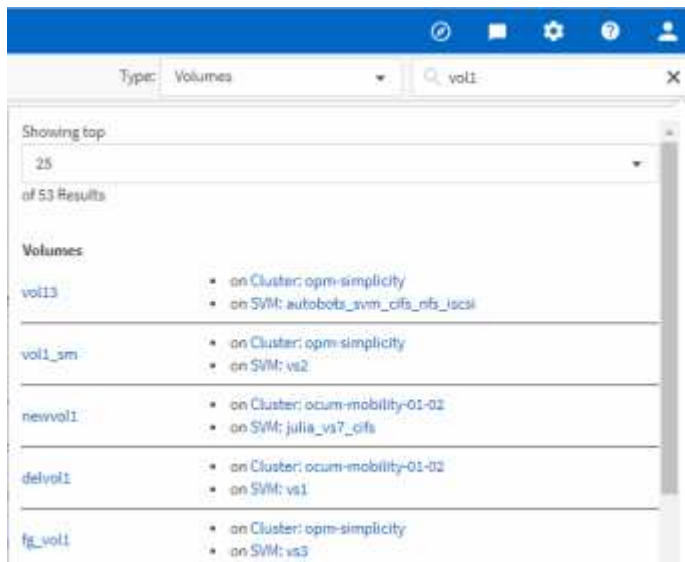 Type: Volumes vol1
Showing top
25
of 53 Results
Volumes
vol13
on Cluster: opm-simplicity
on SVM: autobots_svm_cifs_nfs_iscsi
vol1_sm
on Cluster: opm-simplicity
on SVM: vs2
newvol1
on Cluster: ocum-mobility-01-02
on SVM: julia_vs7_cifs
delvol1
on Cluster: ocum-mobility-01-02
on SVM: vs1
fg_vol1
on Cluster: opm-simplicity
on SVM: vs3